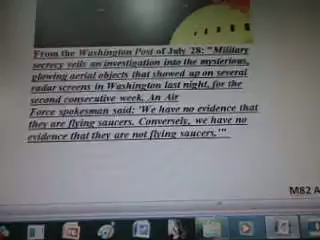 From the Washington Post of July 28: "Military
secrecy veils an investigation into the mysterious,
glowing aerial objects that showed up on several
radar screens in Washington last night, for the
second consecutive week. An Air
Force spokesman said: 'We have no evidence that
they are flying saucers. Conversely, we have no
evidence that they are not flying saucers.'"
M82 A